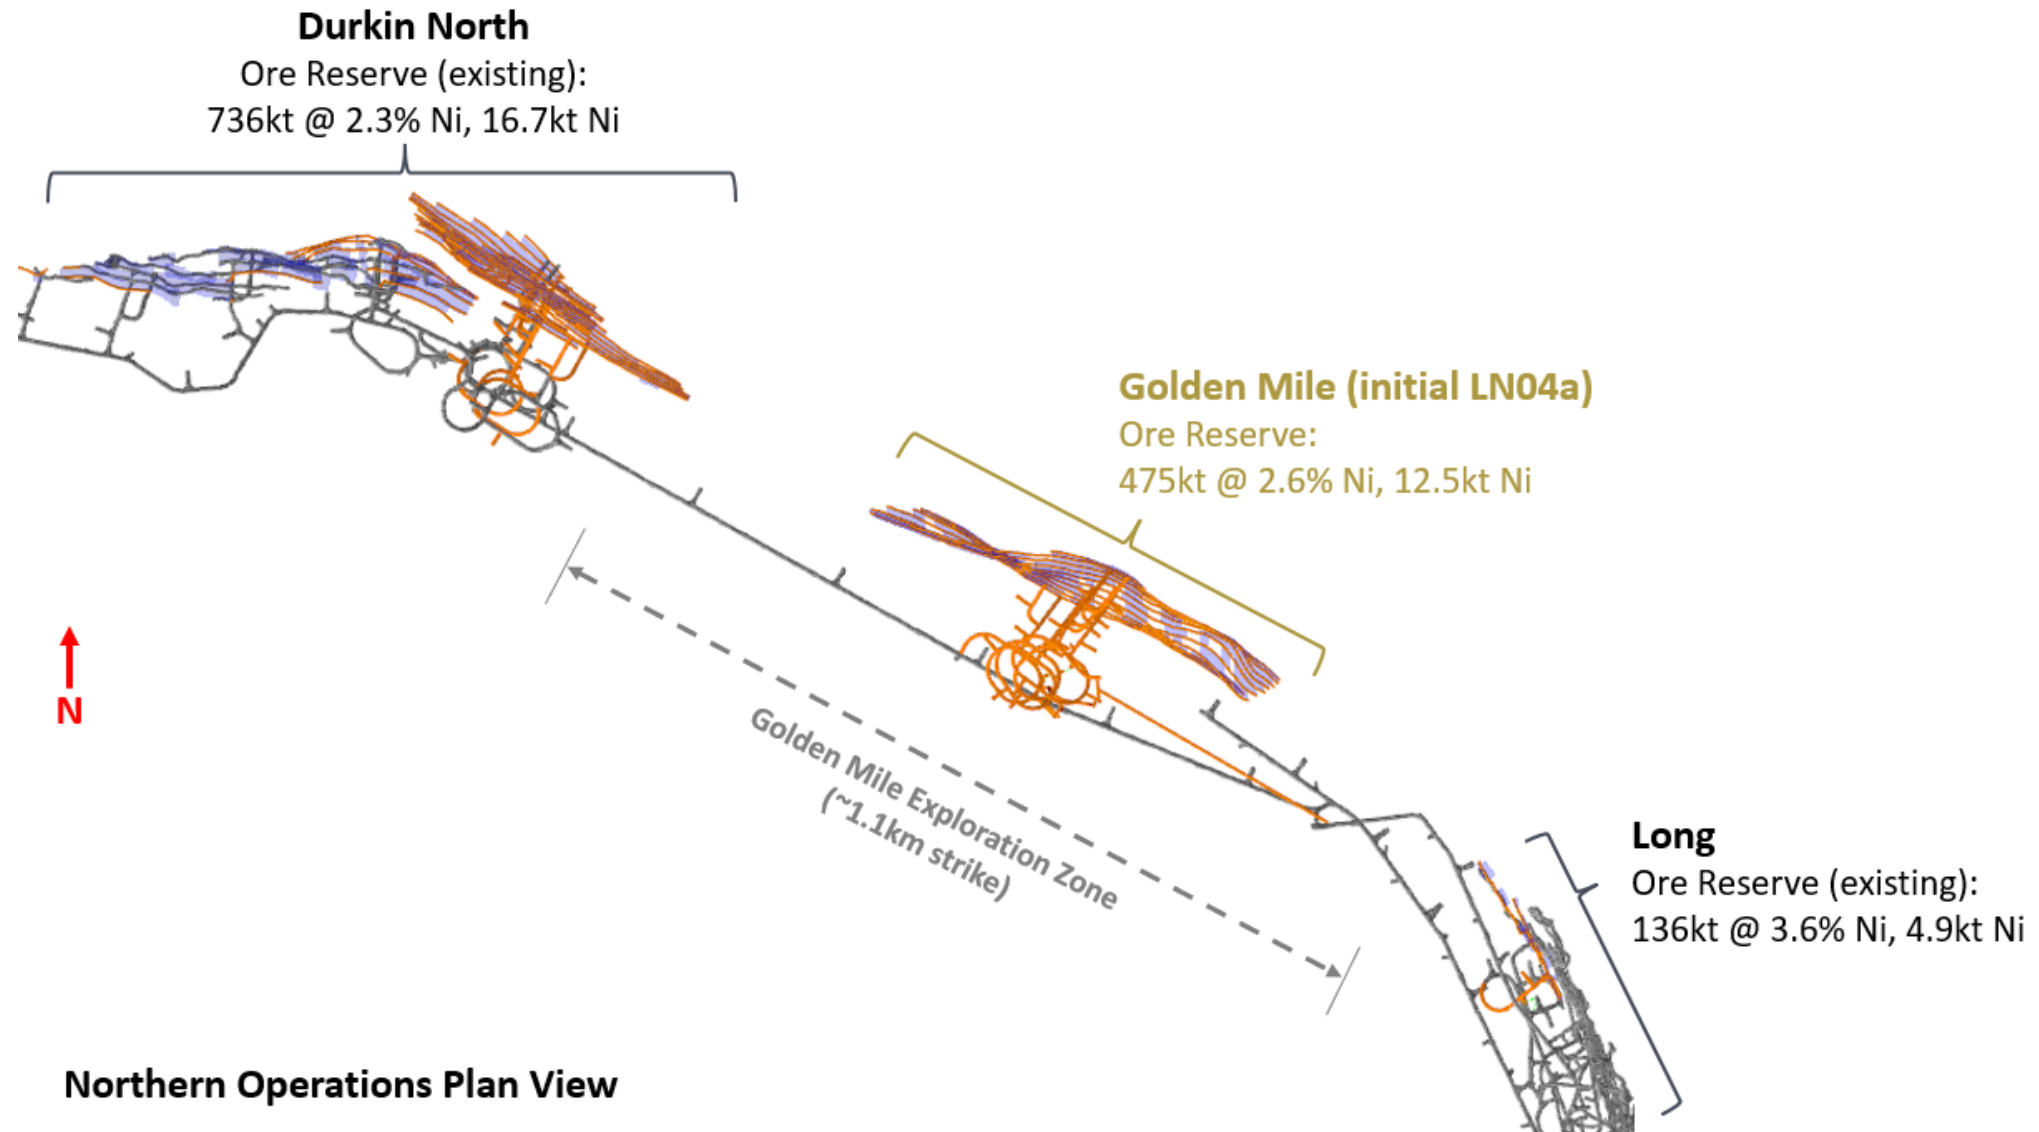 Durkin North
Ore Reserve (existing):
736kt @ 2.3% Ni, 16.7kt Ni
Golden Mile (initial LN04a)
Ore Reserve:
475kt @ 2.6% Ni, 12.5kt Ni
N
Golden Mile Exploration Zone
(~1.1km strike)
Long
Ore Reserve (existing):
136kt @ 3.6% Ni, 4.9kt Ni
Northern Operations Plan View